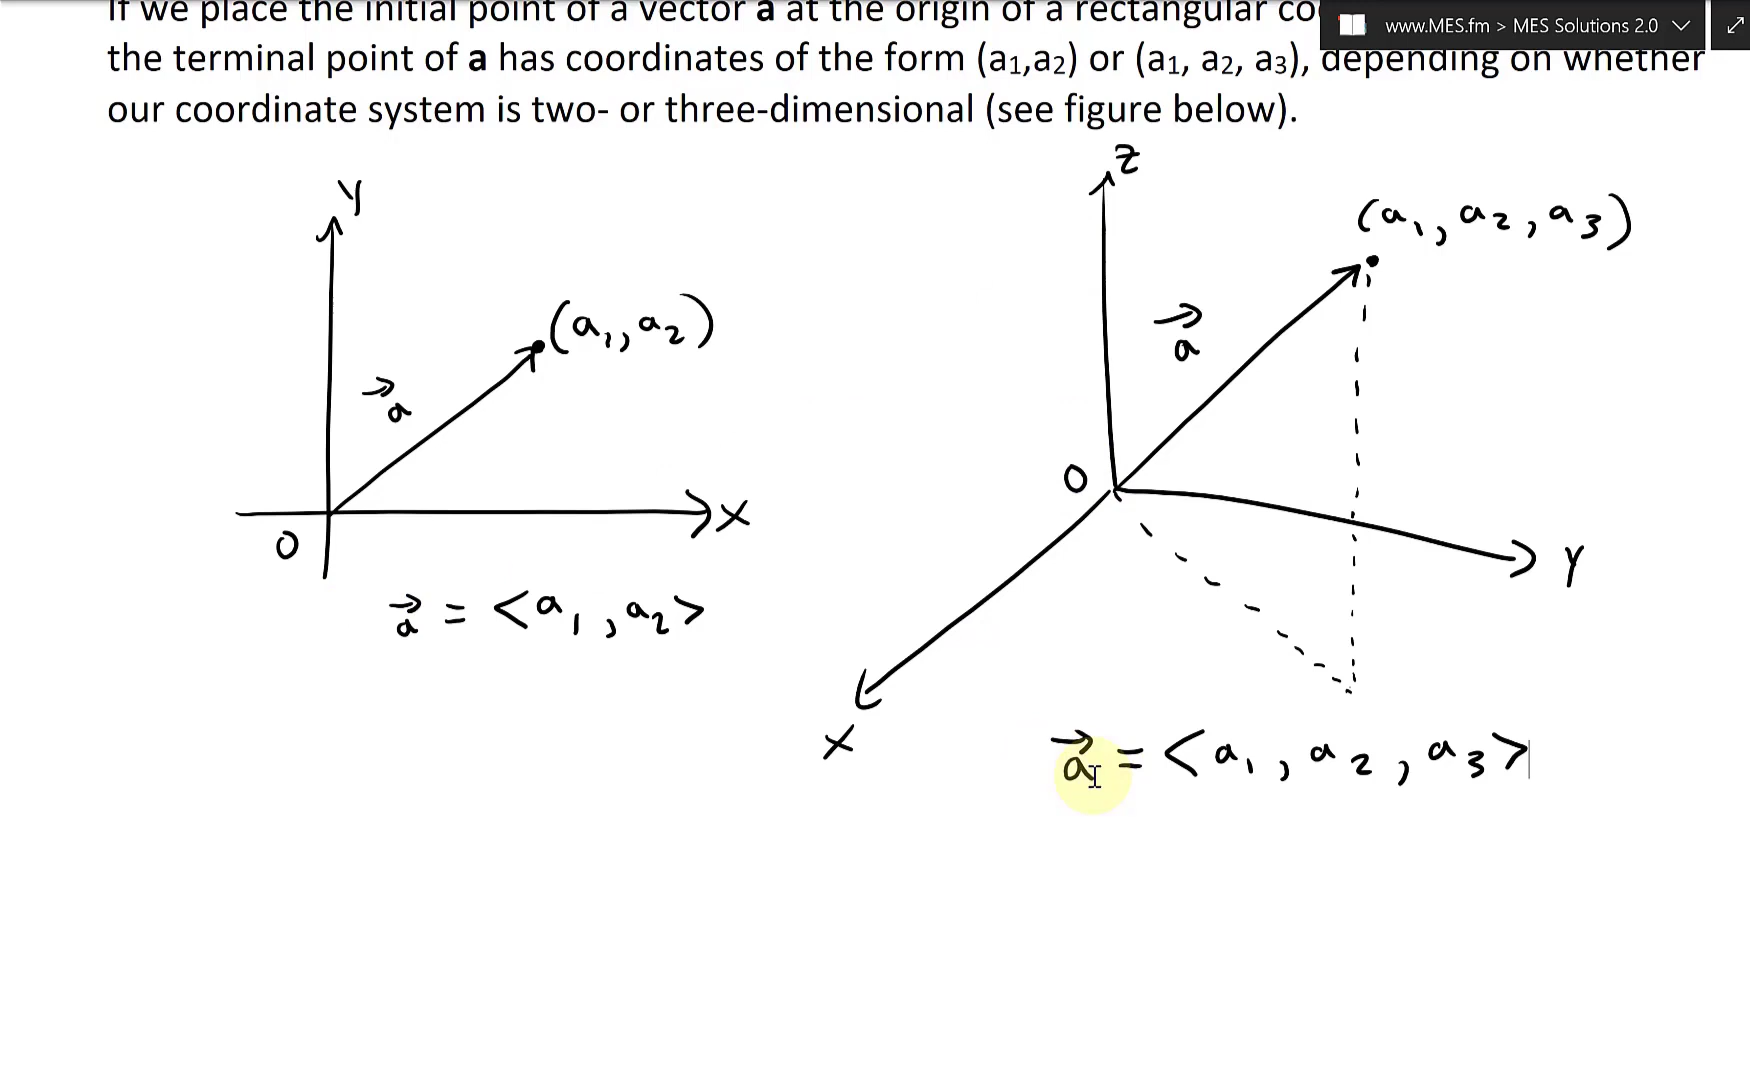 If we place the initial point of a vector a at the origin of a rectangular co
www.MES.fm > MES Solutions 2.0
the terminal point of a has coordinates of the form (a1,a2) or (a1, a2, a3), depending on whether
our coordinate system is two- or three-dimensional (see figure below).
Z
Y
(a1, a2, a3)
(a1, a2)
a
a
O
X
O
Y
a = <a1, a2>
X
a = <a1, a2, a3>